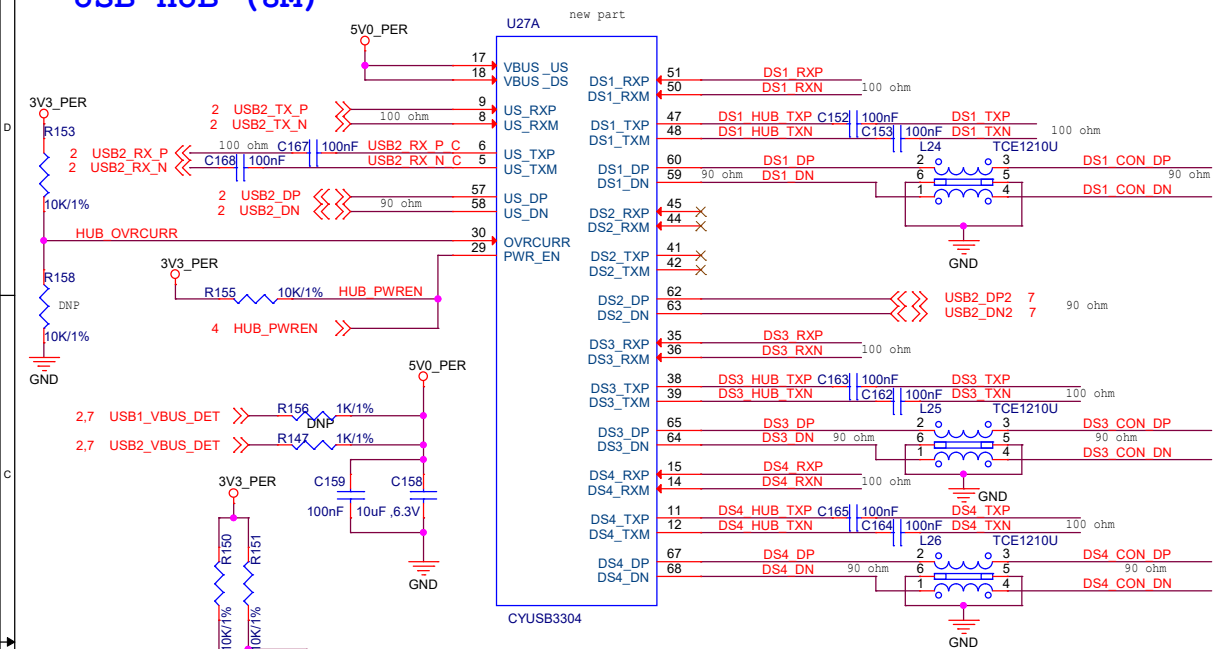 USB HUB (SM)
new part
U27A
5V0_PER
17 VBUS_US
18 VBUS_DS
DS1_RXP 51 DS1_RXP
DS1_RXM 50 DS1_RXN 100 ohm
3V3_PER
2 USB2_TX_P 9 US_RXP
2 USB2_TX_N 100 ohm 8 US_RXM
DS1_TXP 47 DS1_HUB_TXP C152 100nF DS1_TXP
DS1_TXM 48 DS1_HUB_TXN C153 100nF DS1_TXN 100 ohm
D
R153
100 ohm C167 100nF USB2_RX_P_C 6 US_TXP
2 USB2_RX_P
2 USB2_RX_N C168 100nF USB2_RX_N_C 5 US_TXM
L24 TCE1210U
DS1_DP 60 DS1_DP 2 3 DS1_CON_DP
DS1_DN 59 90 ohm DS1_DN 6 5 90 ohm
1 4 DS1_CON_DN
GND
10K/1%
2 USB2_DP 57 US_DP
2 USB2_DN 90 ohm 58 US_DN
DS2_RXP 45
DS2_RXM 44
HUB_OVRCURR 30 OVRCURR
29 PWR_EN
DS2_TXP 41
DS2_TXM 42
3V3_PER
R158
DNP
10K/1%
GND
R155 10K/1% HUB_PWREN
4 HUB_PWREN
DS2_DP 62 USB2_DP2 7
DS2_DN 63 USB2_DN2 7 90 ohm
DS3_RXP 35 DS3_RXP
DS3_RXM 36 DS3_RXN 100 ohm
5V0_PER
DS3_TXP 38 DS3_HUB_TXP C163 100nF DS3_TXP
DS3_TXM 39 DS3_HUB_TXN C162 100nF DS3_TXN 100 ohm
2,7 USB1_VBUS_DET R156 1K/1%
DNP
2,7 USB2_VBUS_DET R147 1K/1%
L25 TCE1210U
DS3_DP 65 DS3_DP 2 3 DS3_CON_DP
DS3_DN 64 DS3_DN 90 ohm 6 5 90 ohm
1 4 DS3_CON_DN
GND
C
C159 C158
100nF 10uF ,6.3V
GND
DS4_RXP 15 DS4_RXP
DS4_RXM 14 DS4_RXN 100 ohm
DS4_TXP 11 DS4_HUB_TXP C165 100nF DS4_TXP
DS4_TXM 12 DS4_HUB_TXN C164 100nF DS4_TXN 100 ohm
L26 TCE1210U
DS4_DP 67 DS4_DP 2 3 DS4_CON_DP
DS4_DN 68 DS4_DN 90 ohm 6 5 90 ohm
1 4 DS4_CON_DN
GND
3V3_PER
R150 R151
10K/1% 10K/1%
CYUSB3304